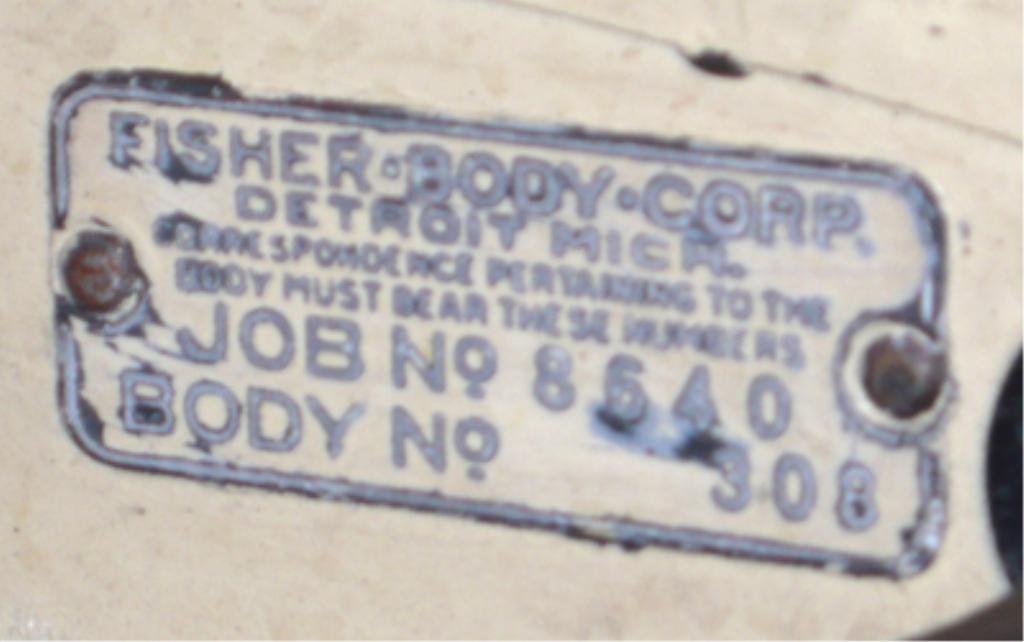 FISHER·BODY·CORP.
DETROIT MICH.
CORRESPONDENCE PERTAINING TO THE
BODY MUST BEAR THESE NUMBERS
JOB Nº 8640
BODY Nº 308